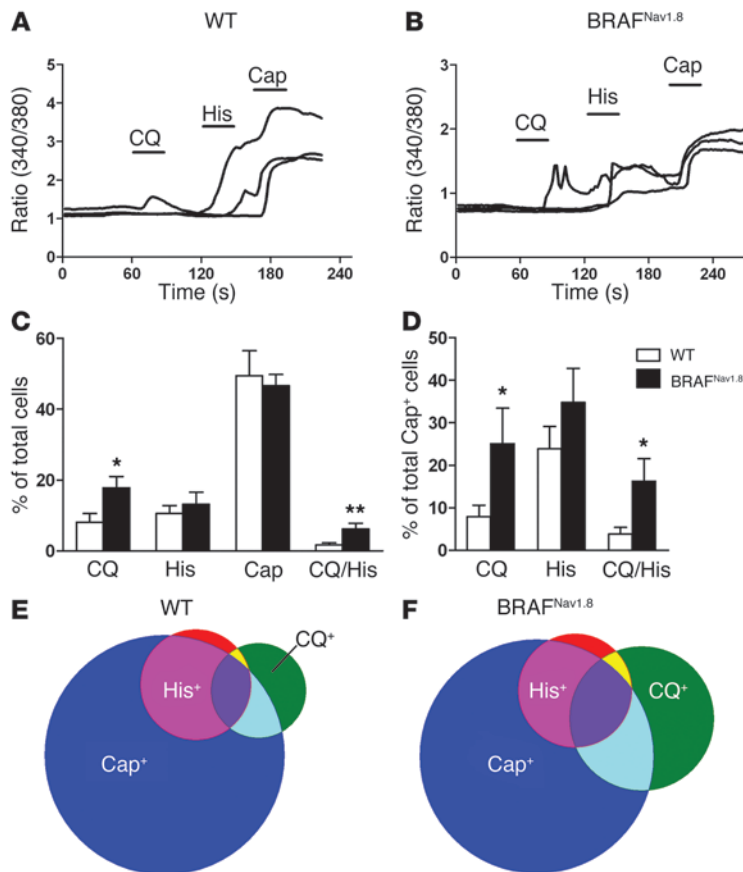 A
WT
Ratio (340/380)
5
4
3
2
1
0
CQ
His
Cap
0
60
120
180
240
Time (s)
B
BRAFNav1.8
Ratio (340/380)
3
2
1
0
CQ
His
Cap
0
60
120
180
240
Time (s)
C
% of total cells
60
40
20
0
*
**
CQ
His
Cap
CQ/His
D
% of total Cap+ cells
50
40
30
20
10
0
WT
BRAFNav1.8
*
*
CQ
His
CQ/His
E
WT
CQ+
His+
Cap+
F
BRAFNav1.8
His+
CQ+
Cap+